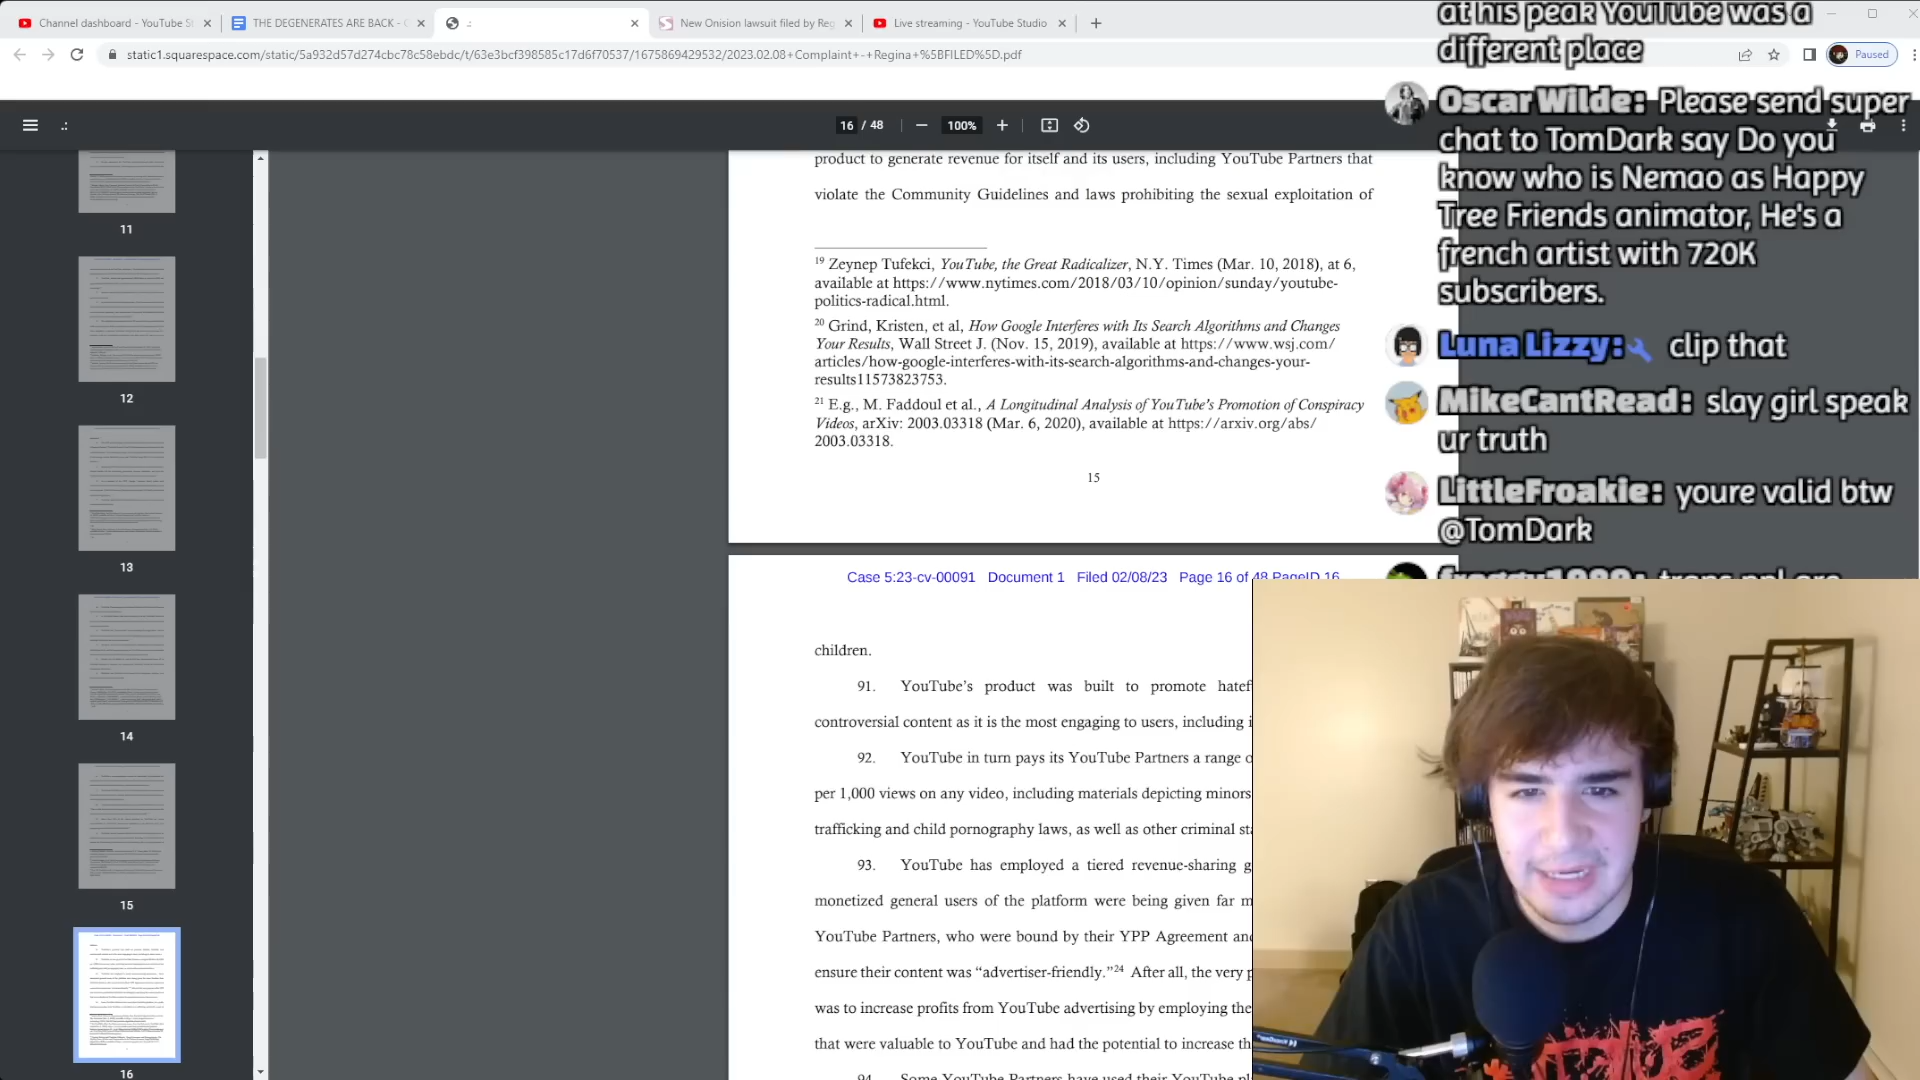 Channel dashboard - YouTube St
THE DEGENERATES ARE BACK - G
.:
New Onision lawsuit filed by Reg
Live streaming - YouTube Studio
static1.squarespace.com/static/5a932d57d274cbc78c58ebdc/t/63e3bcf398585c17d6f70537/1675869429532/2023.02.08+Complaint+-+Regina+%5BFILED%5D.pdf
Paused
.:
16 / 48
100%
11
12
13
14
15
16
product to generate revenue for itself and its users, including YouTube Partners that
violate the Community Guidelines and laws prohibiting the sexual exploitation of
19 Zeynep Tufekci, YouTube, the Great Radicalizer, N.Y. Times (Mar. 10, 2018), at 6,
available at https://www.nytimes.com/2018/03/10/opinion/sunday/youtube-
politics-radical.html.
20 Grind, Kristen, et al, How Google Interferes with Its Search Algorithms and Changes
Your Results, Wall Street J. (Nov. 15, 2019), available at https://www.wsj.com/
articles/how-google-interferes-with-its-search-algorithms-and-changes-your-
results11573823753.
21 E.g., M. Faddoul et al., A Longitudinal Analysis of YouTube's Promotion of Conspiracy
Videos, arXiv: 2003.03318 (Mar. 6, 2020), available at https://arxiv.org/abs/
2003.03318.
15
Case 5:23-cv-00091 Document 1 Filed 02/08/23 Page 16 of 48 PageID 16
children.
91. YouTube's product was built to promote hatef
controversial content as it is the most engaging to users, including i
92. YouTube in turn pays its YouTube Partners a range o
per 1,000 views on any video, including materials depicting minors
trafficking and child pornography laws, as well as other criminal sta
93. YouTube has employed a tiered revenue-sharing g
monetized general users of the platform were being given far m
YouTube Partners, who were bound by their YPP Agreement and
ensure their content was “advertiser-friendly.”24 After all, the very p
was to increase profits from YouTube advertising by employing the
that were valuable to YouTube and had the potential to increase th
94. Some YouTube Partners have used their YouTube pl
at his peak YouTube was a
different place
Oscar Wilde: Please send super
chat to TomDark say Do you
know who is Nemao as Happy
Tree Friends animator, He's a
french artist with 720K
subscribers.
Luna Lizzy: clip that
MikeCantRead: slay girl speak
ur truth
LittleFroakie: youre valid btw
@TomDark